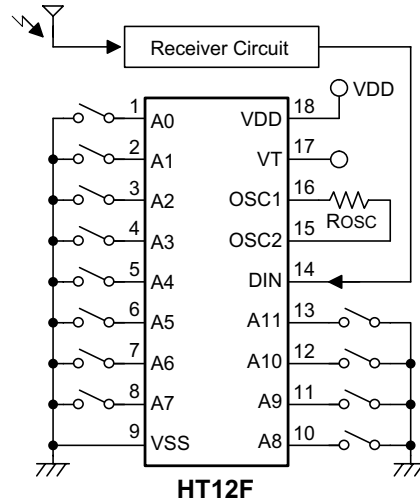 Receiver Circuit
VDD
1 A0 VDD 18
2 A1 VT 17
3 A2 OSC1 16
ROSC
4 A3 OSC2 15
5 A4 DIN 14
6 A5 A11 13
7 A6 A10 12
8 A7 A9 11
9 VSS A8 10
HT12F